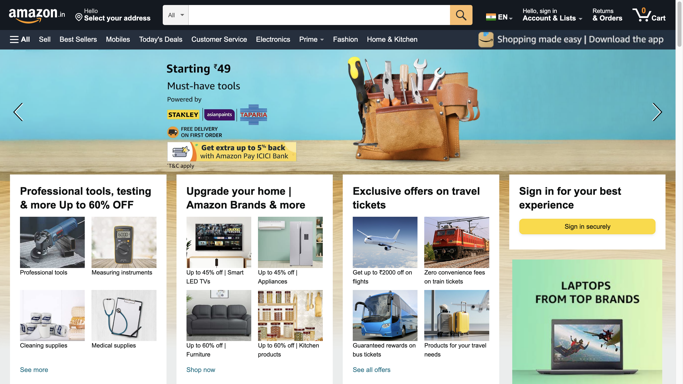 amazon.in
Hello
Select your address
All
EN
Hello, sign in
Account & Lists
Returns
& Orders
0
Cart
All
Sell
Best Sellers
Mobiles
Today's Deals
Customer Service
Electronics
Prime
Fashion
Home & Kitchen
Shopping made easy | Download the app
Starting ₹49
Must-have tools
Powered by
STANLEY
asianpaints
TAPARIA
FREE DELIVERY
ON FIRST ORDER
Get extra up to 5% back
with Amazon Pay ICICI Bank
T&C apply
Professional tools, testing
& more Up to 60% OFF
Professional tools
Measuring instruments
Cleaning supplies
Medical supplies
See more
Upgrade your home |
Amazon Brands & more
Up to 45% off | Smart
LED TVs
Up to 45% off |
Appliances
Up to 60% off |
Furniture
Up to 60% off | Kitchen
products
Shop now
Exclusive offers on travel
tickets
Get up to ₹2000 off on
flights
Zero convenience fees
on train tickets
Guaranteed rewards on
bus tickets
Products for your travel
needs
See all offers
Sign in for your best
experience
Sign in securely
LAPTOPS
FROM TOP BRANDS